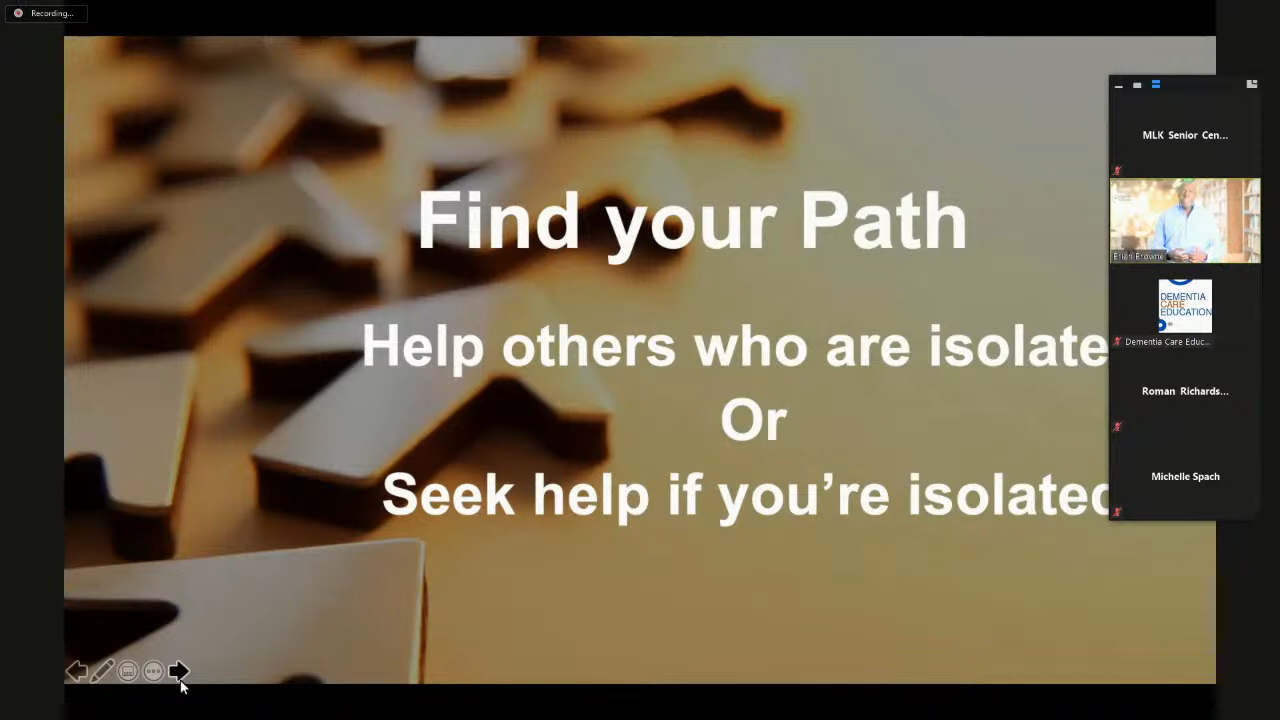 Recording...
Find your Path
Help others who are isolate
Or
Seek help if you’re isolated
MLK Senior Cen...
Brian Browne
DEMENTIA
CARE
EDUCATION
Dementia Care Educ...
Roman Richards...
Michelle Spach